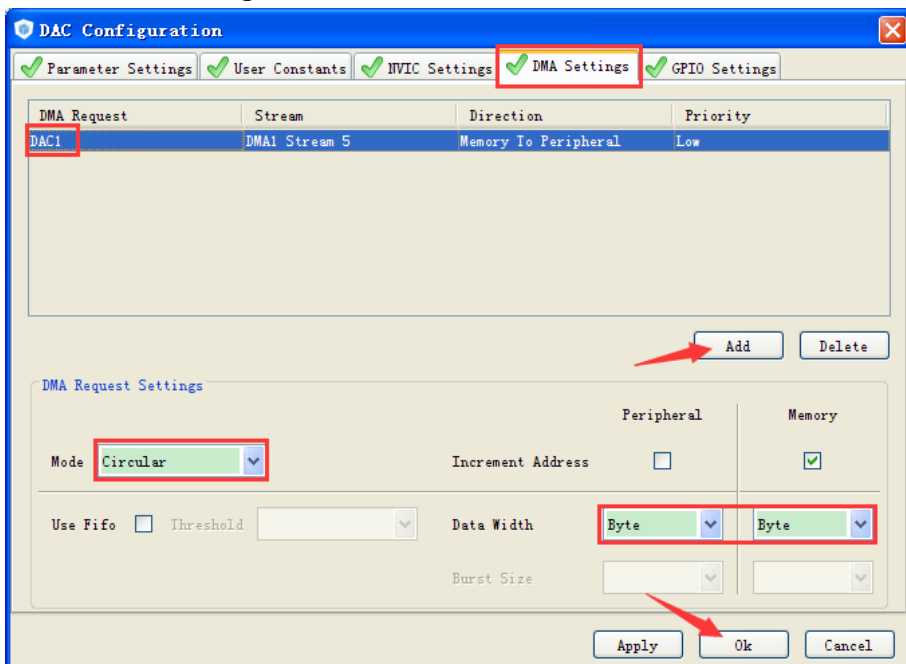 DAC Configuration
Parameter Settings User Constants NVIC Settings DMA Settings GPIO Settings
DMA Request Stream Direction Priority
DAC1 DMA1 Stream 5 Memory To Peripheral Low
Add Delete
DMA Request Settings
Peripheral Memory
Mode Circular Increment Address
Use Fifo Threshold Data Width Byte Byte
Burst Size
Apply Ok Cancel